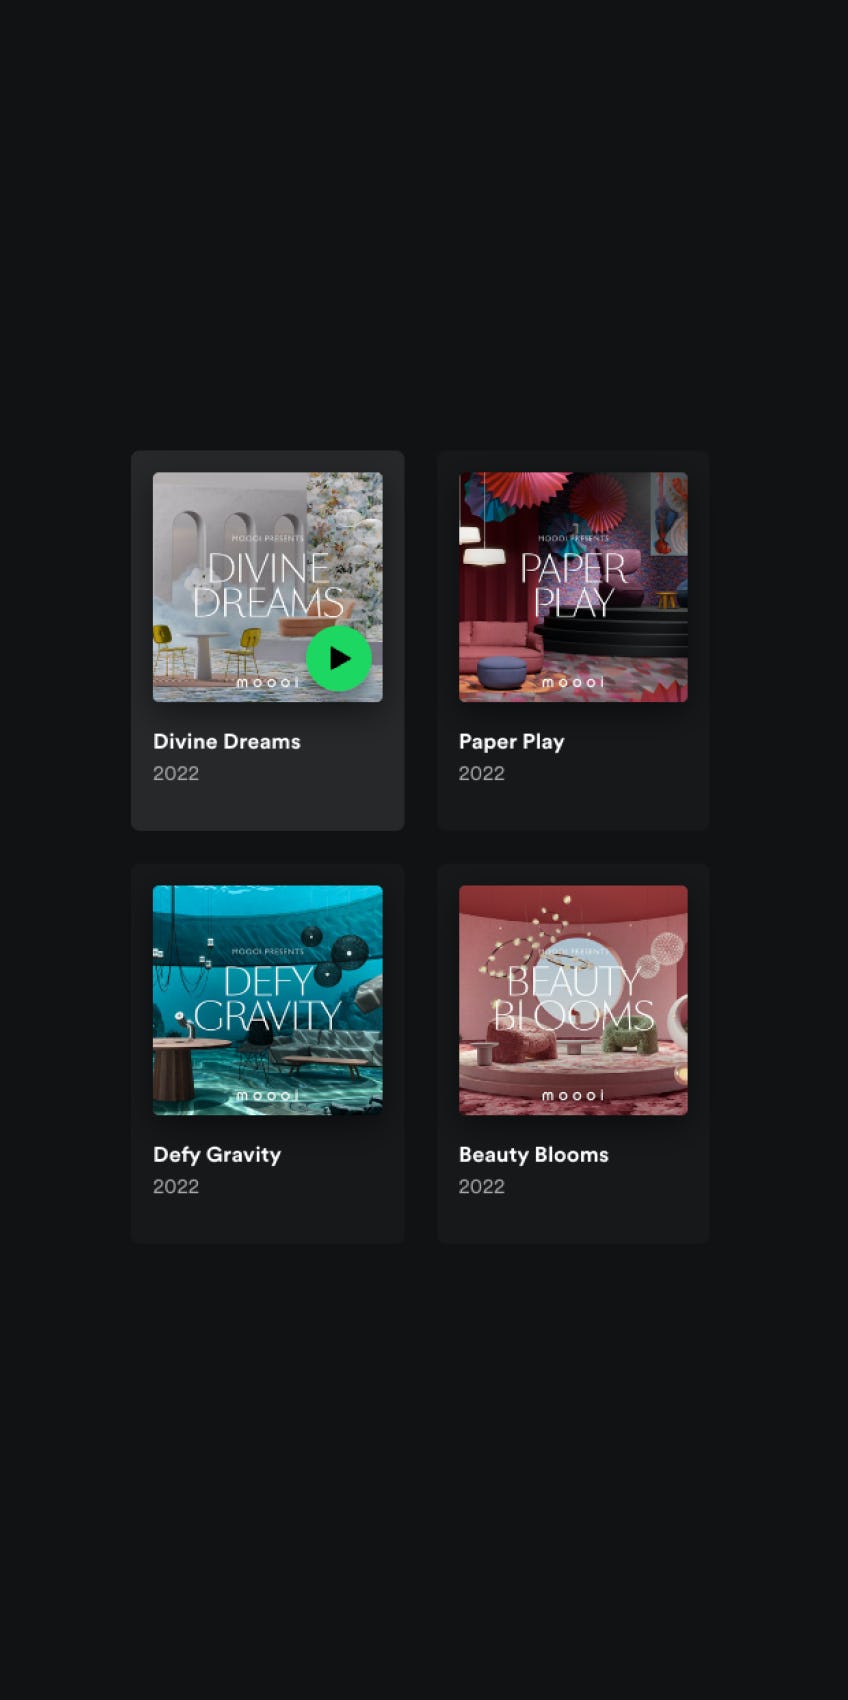 MOOOI PRESENTS
DIVINE
DREAMS
moooi
Divine Dreams
2022
MOOOI PRESENTS
PAPER
PLAY
moooi
Paper Play
2022
MOOOI PRESENTS
DEFY
GRAVITY
moooi
Defy Gravity
2022
MOOOI PRESENTS
BEAUTY
BLOOMS
moooi
Beauty Blooms
2022